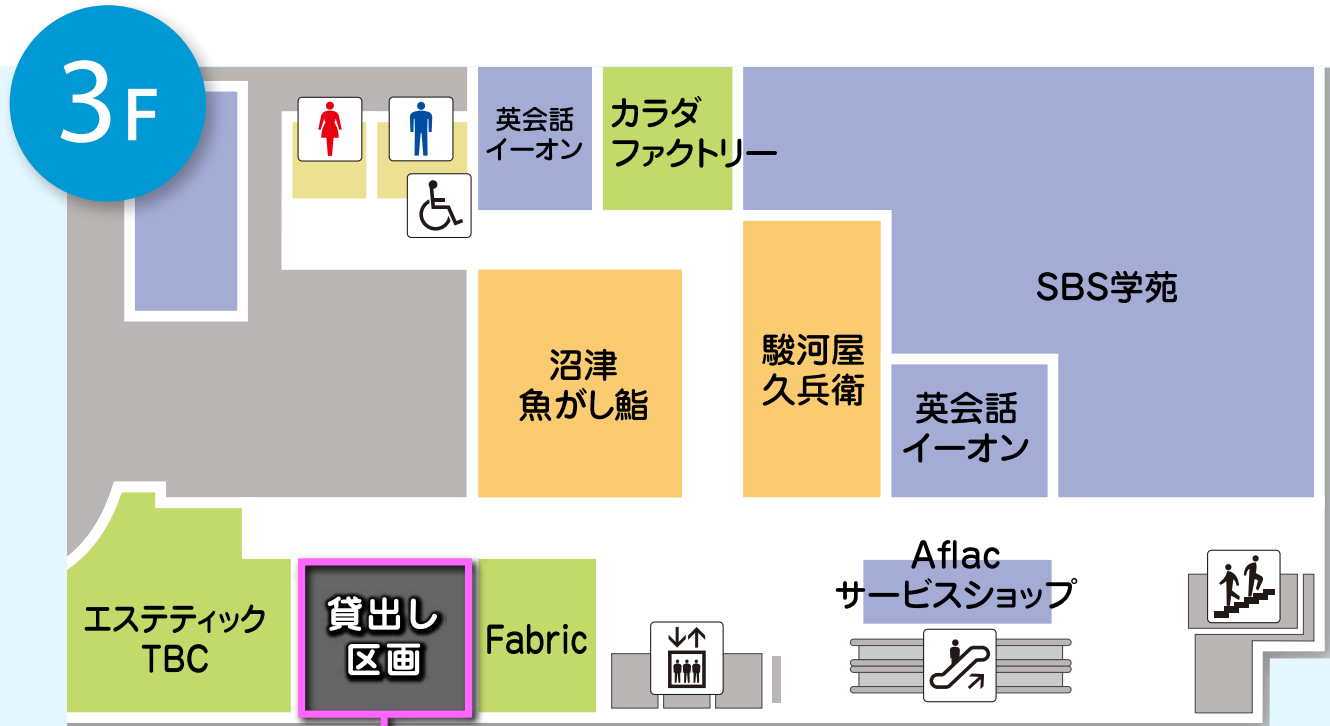 3F
英会話
イーオン
カラダ
ファクトリー
SBS学苑
沼津
魚がし鮨
駿河屋
久兵衛
英会話
イーオン
Aflac
サービスショップ
エステティック
TBC
貸出し
区画
Fabric